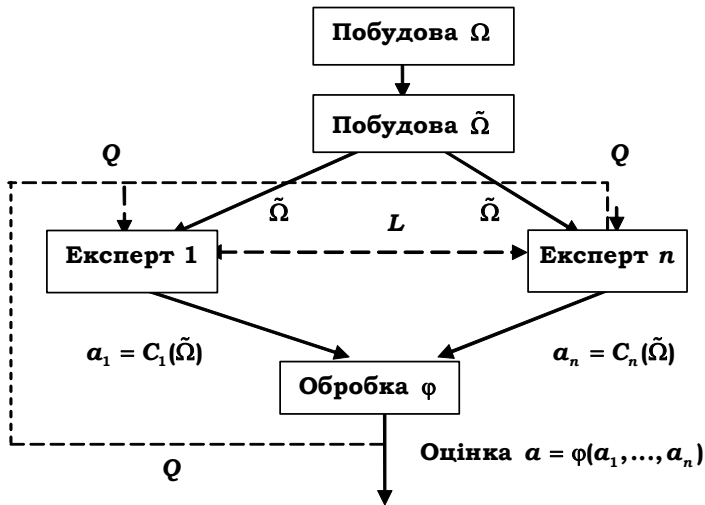 Побудова Ω
Побудова Ω̃
Q
Q
Ω̃
Ω̃
L
Експерт 1
Експерт n
a₁ = C₁(Ω̃)
aₙ = Cₙ(Ω̃)
Обробка φ
Q
Оцінка a = φ(a₁,...,aₙ)